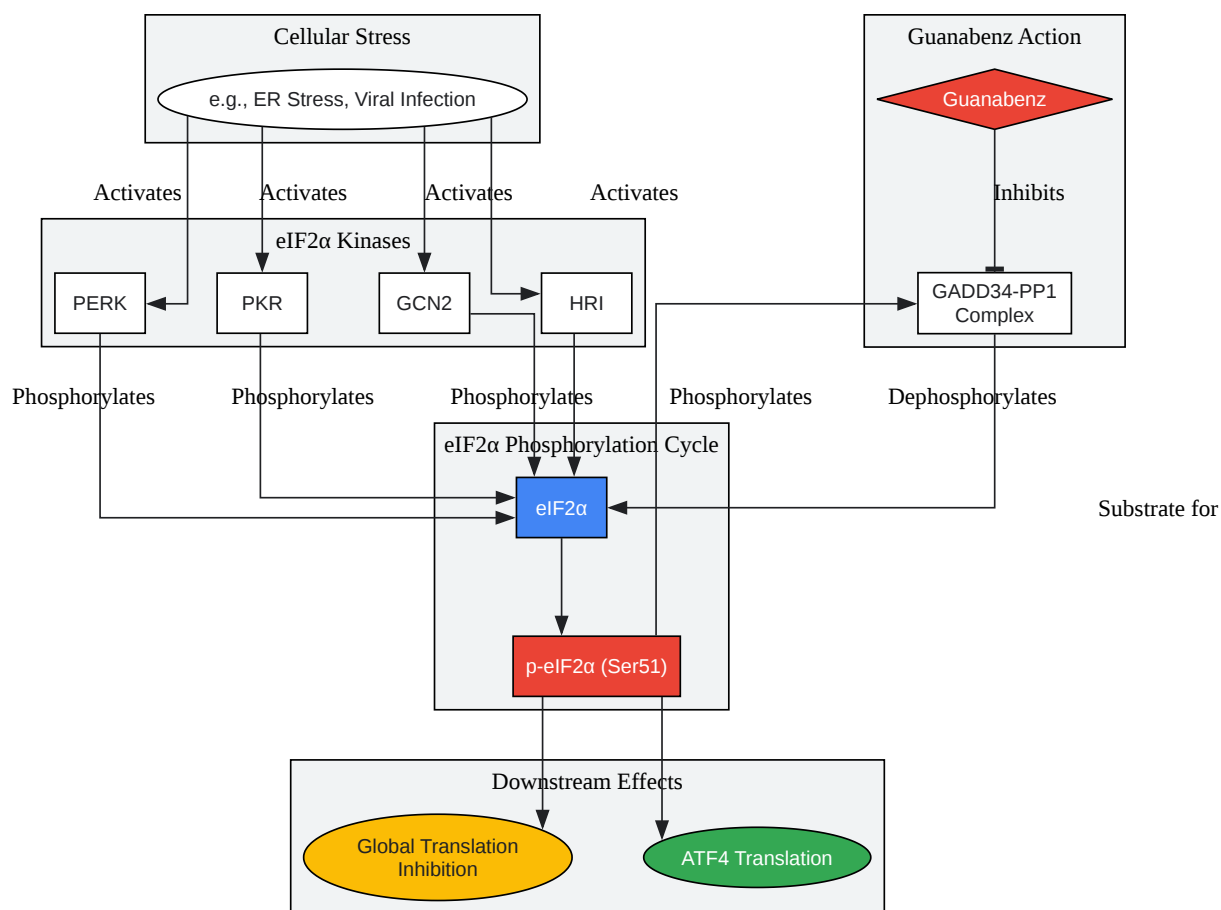 Cellular Stress
Guanabenz Action
e.g., ER Stress, Viral Infection
Guanabenz
Activates
Activates
Activates
Activates
Inhibits
eIF2α Kinases
PERK
PKR
GCN2
HRI
GADD34-PP1
Complex
Phosphorylates
Phosphorylates
Phosphorylates
Phosphorylates
Dephosphorylates
eIF2α Phosphorylation Cycle
eIF2α
Substrate for
p-eIF2α (Ser51)
Downstream Effects
Global Translation
Inhibition
ATF4 Translation